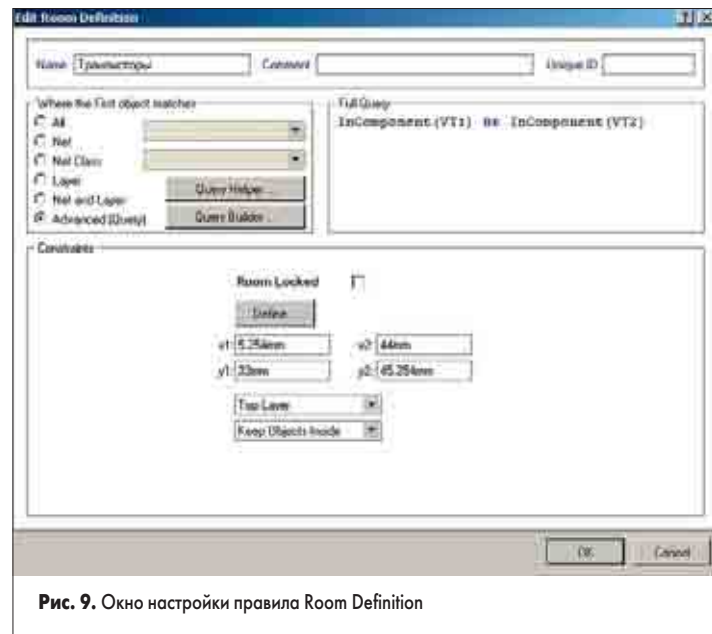 Edit Room Definition
Name Транзисторы Comment Unique ID
Where the First object matches
All
Net
Net Class
Layer
Net and Layer
Advanced (Query)
Query Helper ...
Query Builder ...
Full Query
InComponent(VT1) OR InComponent(VT2)
Constraints
Room Locked
Define...
x1: 5.254mm x2: 44mm
y1: 33mm y2: 45.254mm
Top Layer
Keep Objects Inside
OK Cancel
Рис. 9. Окно настройки правила Room Definition